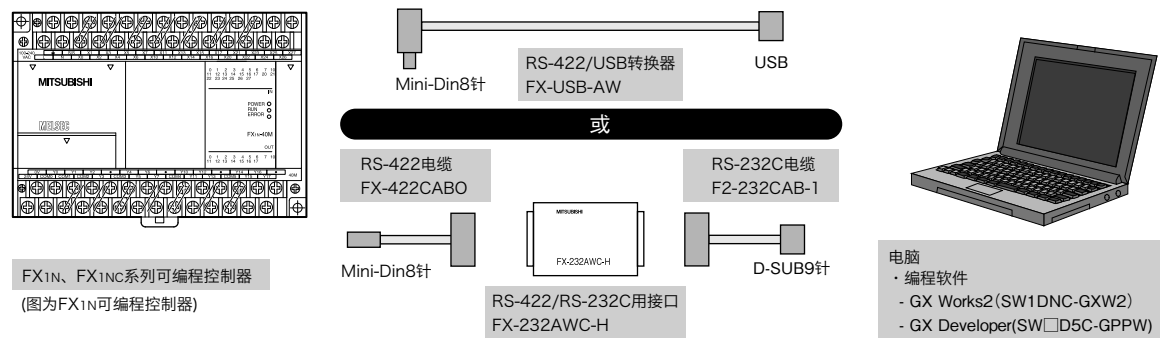 MITSUBISHI
MELSEC
POWER
RUN
ERROR
FX1N-40M
OUT
40M
FX1N、FX1NC系列可编程控制器
(图为FX1N可编程控制器)
Mini-Din8针
RS-422/USB转换器
FX-USB-AW
USB
或
RS-422电缆
FX-422CAB0
RS-232C电缆
F2-232CAB-1
Mini-Din8针
MITSUBISHI
FX-232AWC-H
D-SUB9针
RS-422/RS-232C用接口
FX-232AWC-H
电脑
・编程软件
- GX Works2(SW1DNC-GXW2)
- GX Developer(SW□D5C-GPPW)